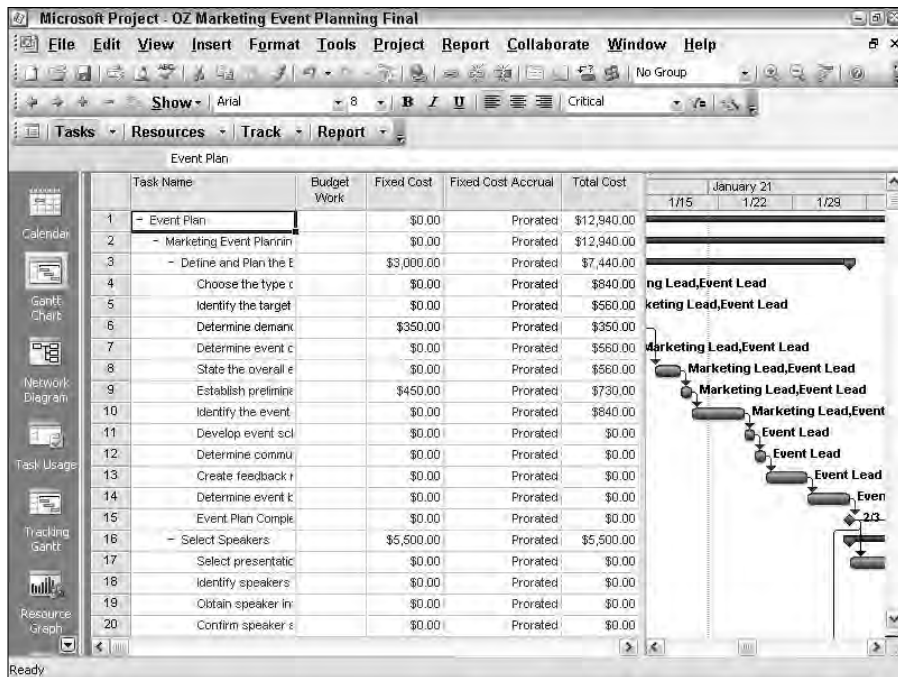 Microsoft Project - OZ Marketing Event Planning Final
File Edit View Insert Format Tools Project Report Collaborate Window Help
No Group
Show Arial 8 B I U Critical
Tasks Resources Track Report
Event Plan
Task Name Budget Work Fixed Cost Fixed Cost Accrual Total Cost January 21
1/15 1/22 1/29
1 - Event Plan $0.00 Prorated $12,940.00
2 - Marketing Event Plannin $0.00 Prorated $12,940.00
3 - Define and Plan the E $3,000.00 Prorated $7,440.00
4 Choose the type o $0.00 Prorated $840.00 ng Lead,Event Lead
5 Identify the target $0.00 Prorated $560.00 keting Lead,Event Lead
6 Determine demand $350.00 Prorated $350.00
7 Determine event c $0.00 Prorated $560.00 Marketing Lead,Event Lead
8 State the overall e $0.00 Prorated $560.00 Marketing Lead,Event Lead
9 Establish prelimine $450.00 Prorated $730.00 Marketing Lead,Event Lead
10 Identify the event $0.00 Prorated $840.00 Marketing Lead,Event
11 Develop event scl $0.00 Prorated $0.00 Event Lead
12 Determine commu $0.00 Prorated $0.00 Event Lead
13 Create feedback r $0.00 Prorated $0.00 Event Lead
14 Determine event b $0.00 Prorated $0.00 Even
15 Event Plan Comple $0.00 Prorated $0.00 2/3
16 - Select Speakers $5,500.00 Prorated $5,500.00
17 Select presentatic $0.00 Prorated $0.00
18 Identify speakers $0.00 Prorated $0.00
19 Obtain speaker in $0.00 Prorated $0.00
20 Confirm speaker a $0.00 Prorated $0.00
Calendar
Gantt Chart
Network Diagram
Task Usage
Tracking Gantt
Resource Graph
Ready